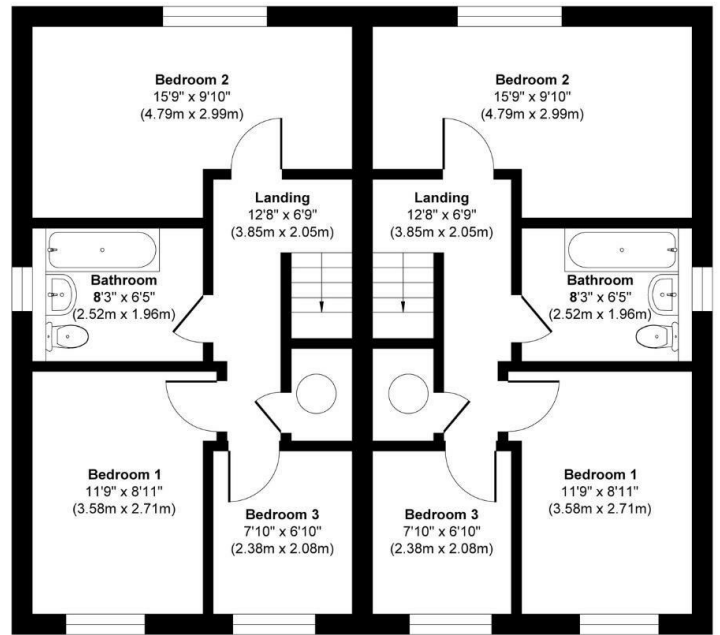 Bedroom 2
15'9" x 9'10"
(4.79m x 2.99m)
Bedroom 2
15'9" x 9'10"
(4.79m x 2.99m)
Landing
12'8" x 6'9"
(3.85m x 2.05m)
Landing
12'8" x 6'9"
(3.85m x 2.05m)
Bathroom
8'3" x 6'5"
(2.52m x 1.96m)
Bathroom
8'3" x 6'5"
(2.52m x 1.96m)
Bedroom 1
11'9" x 8'11"
(3.58m x 2.71m)
Bedroom 3
7'10" x 6'10"
(2.38m x 2.08m)
Bedroom 3
7'10" x 6'10"
(2.38m x 2.08m)
Bedroom 1
11'9" x 8'11"
(3.58m x 2.71m)